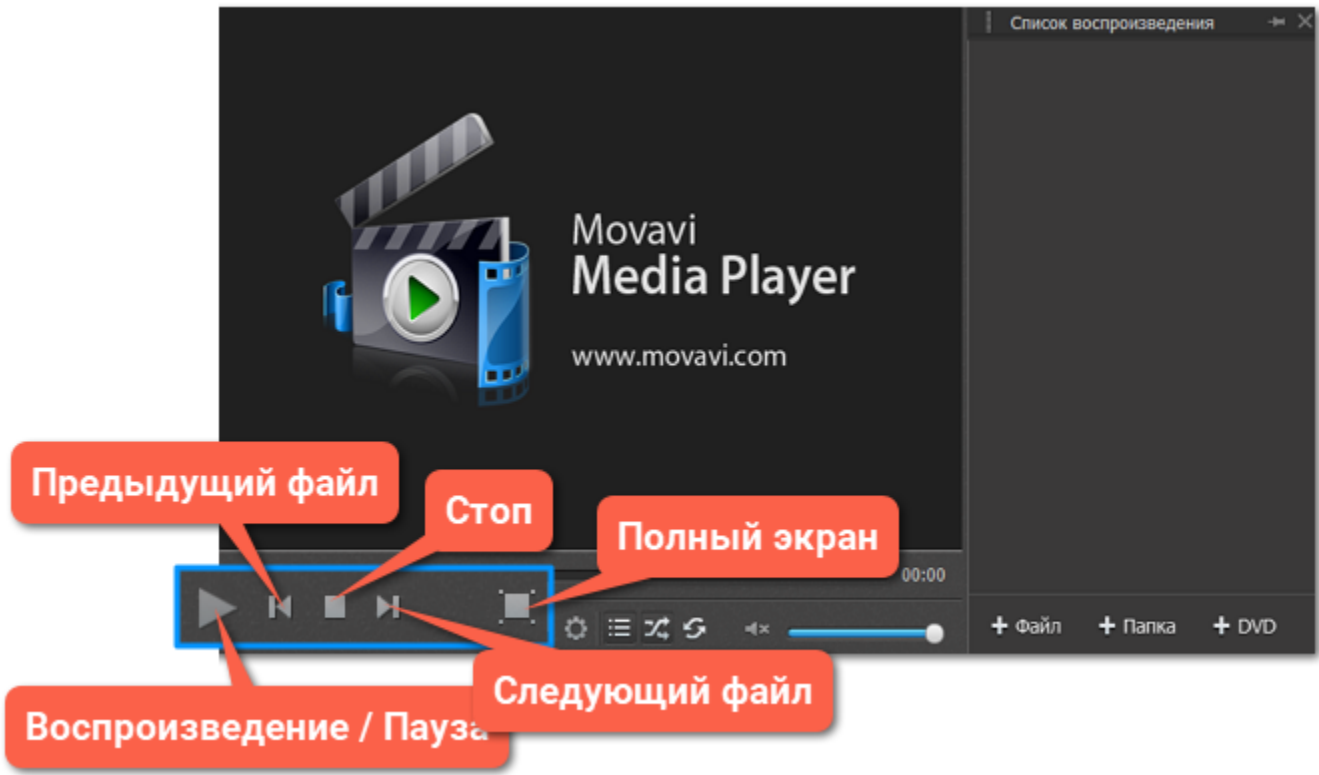 Список воспроизведения
Movavi
Media Player
www.movavi.com
Предыдущий файл
Стоп
Полный экран
00:00
+ Файл + Папка + DVD
Следующий файл
Воспроизведение / Пауза